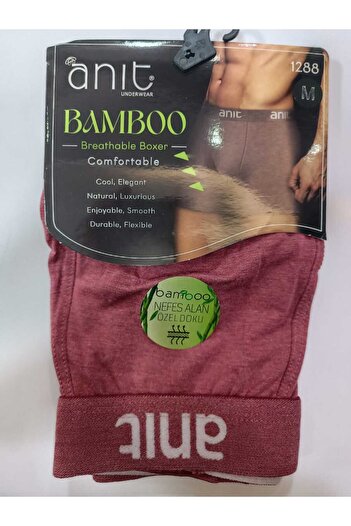 anit®
UNDERWEAR
1288
M
anit
anit
BAMBOO
Breathable Boxer
Comfortable
Cool, Elegant
Natural, Luxurious
Enjoyable, Smooth
Durable, Flexible
bamboo
NEFES ALAN
ÖZEL DOKU
anit